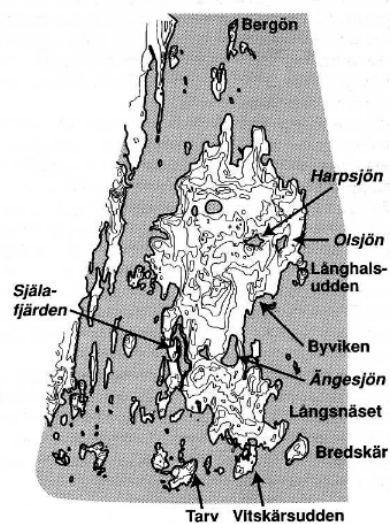 Bergön
Harpsjön
Olsjön
Långhals-
udden
Själa-
fjärden
Byviken
Ängesjön
Långsnäset
Bredskär
Tarv
Vitskärsudden